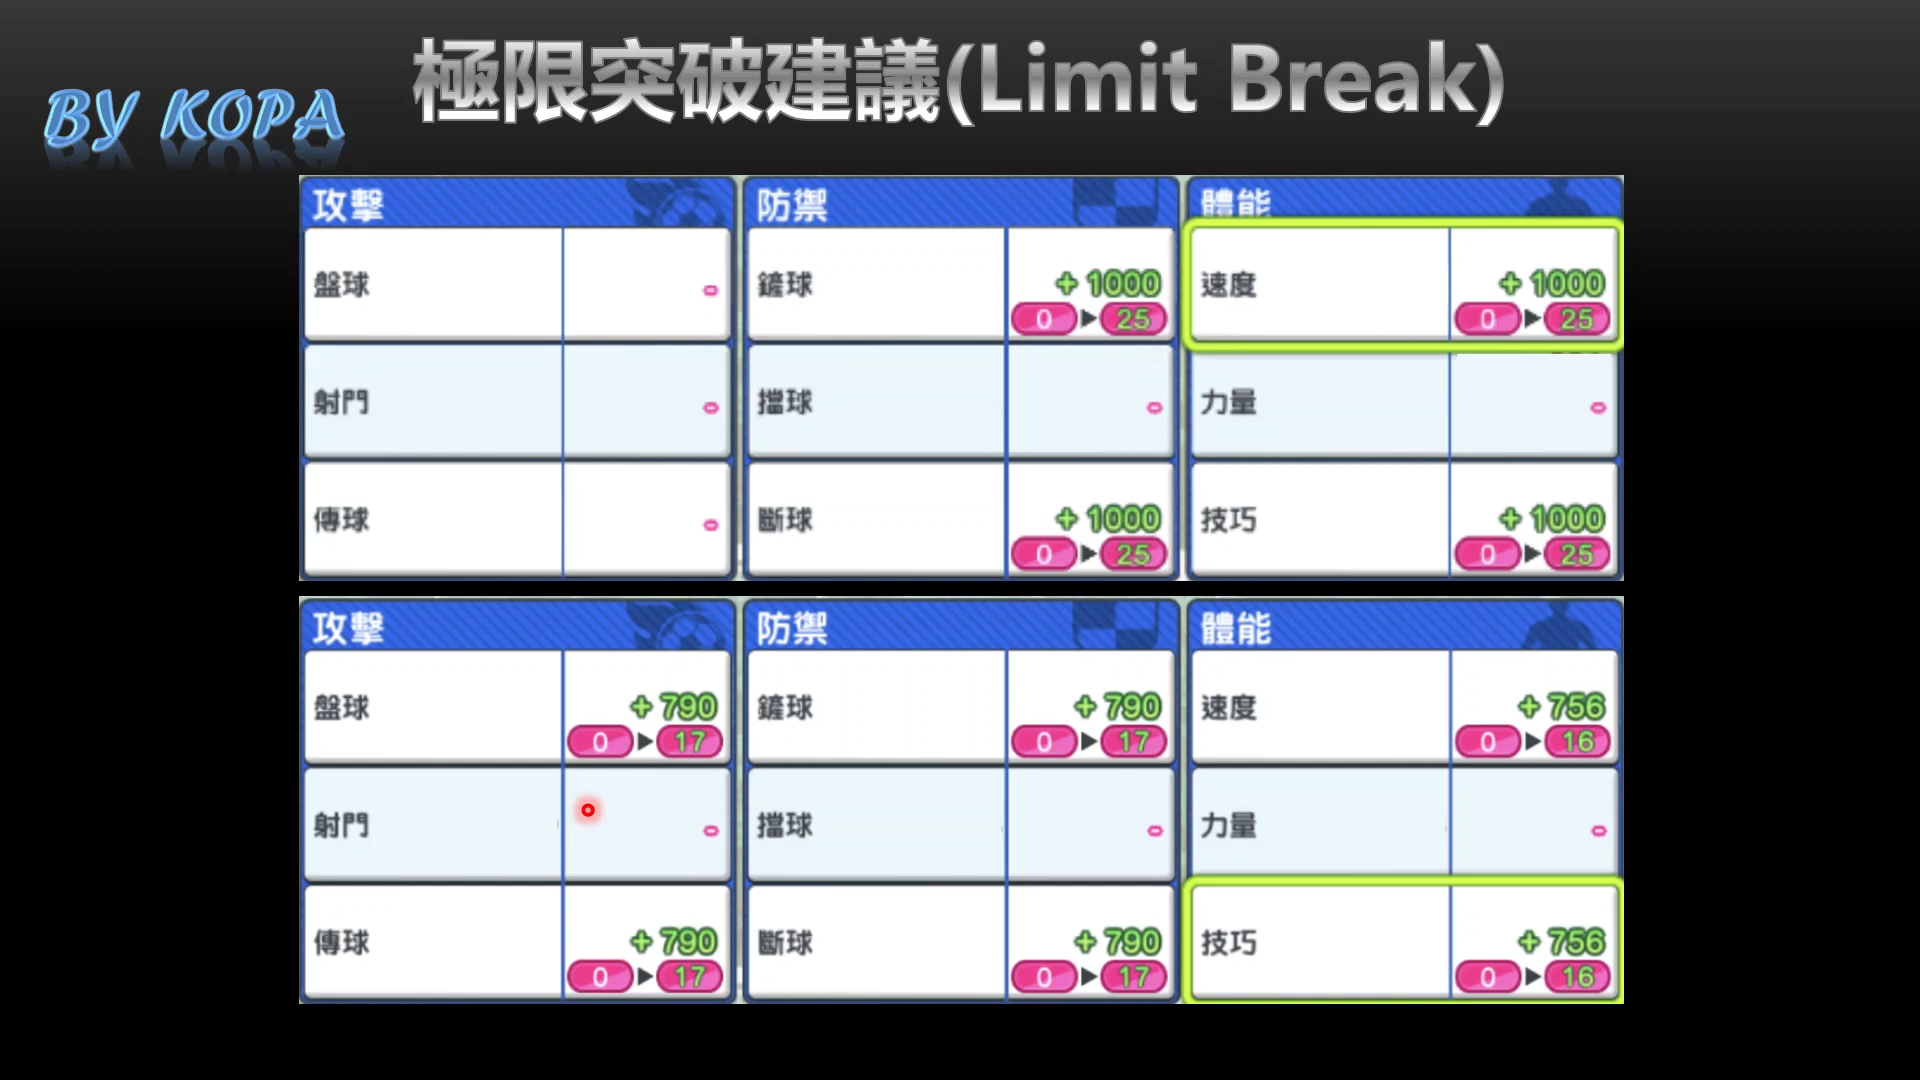 極限突破建議(Limit Break)
BY KOPA
攻擊 防禦 體能
盤球 - 鏟球 + 1000 速度 + 1000
0 ▶ 25 0 ▶ 25
射門 - 擋球 - 力量 -
傳球 - 斷球 + 1000 技巧 + 1000
0 ▶ 25 0 ▶ 25
攻擊 防禦 體能
盤球 + 790 鏟球 + 790 速度 + 756
0 ▶ 17 0 ▶ 17 0 ▶ 16
射門 - 擋球 - 力量 -
傳球 + 790 斷球 + 790 技巧 + 756
0 ▶ 17 0 ▶ 17 0 ▶ 16